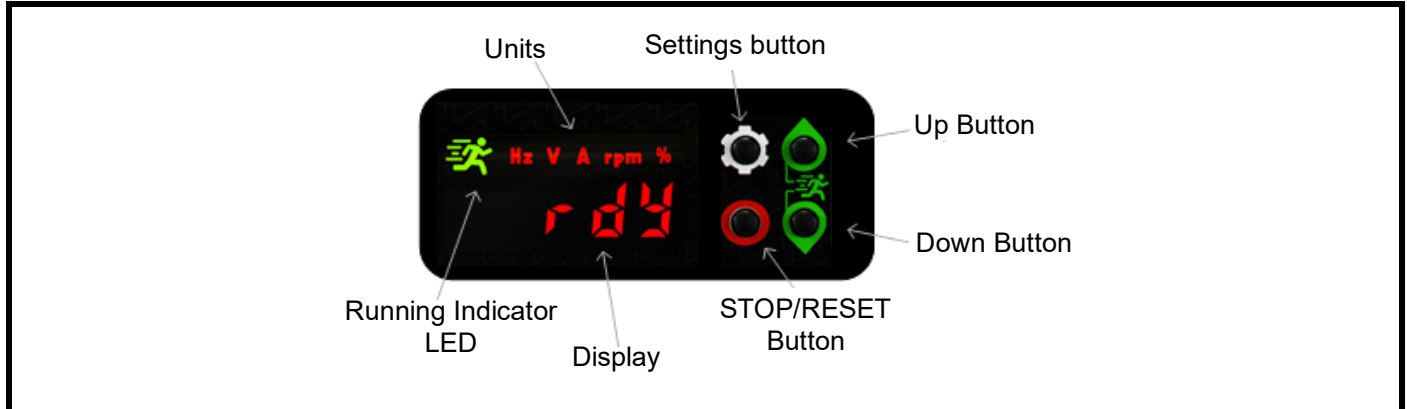 Units
Settings button
Up Button
Hz V A rpm %
rdy
Down Button
Running Indicator
LED
Display
STOP/RESET
Button